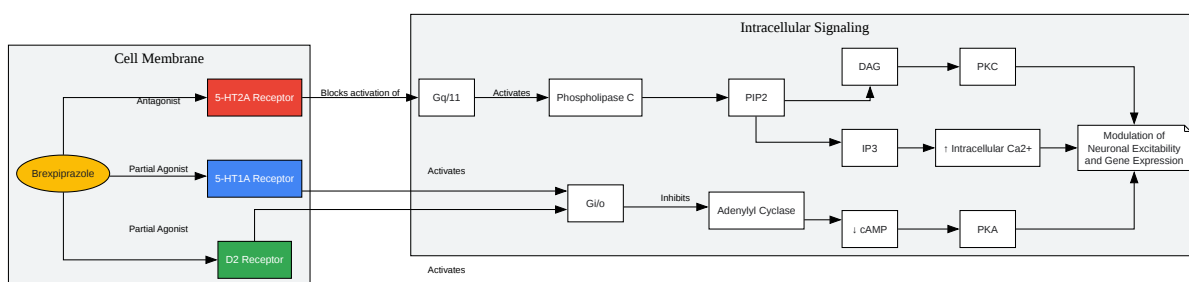 Intracellular Signaling
Cell Membrane
Antagonist
5-HT2A Receptor
Blocks activation of
Gq/11
Activates
Phospholipase C
PIP2
DAG
PKC
IP3
↑ Intracellular Ca2+
Modulation of
Neuronal Excitability
and Gene Expression
Brexpiprazole
Partial Agonist
5-HT1A Receptor
Activates
Gi/o
Inhibits
Adenylyl Cyclase
↓ cAMP
PKA
Partial Agonist
D2 Receptor
Activates